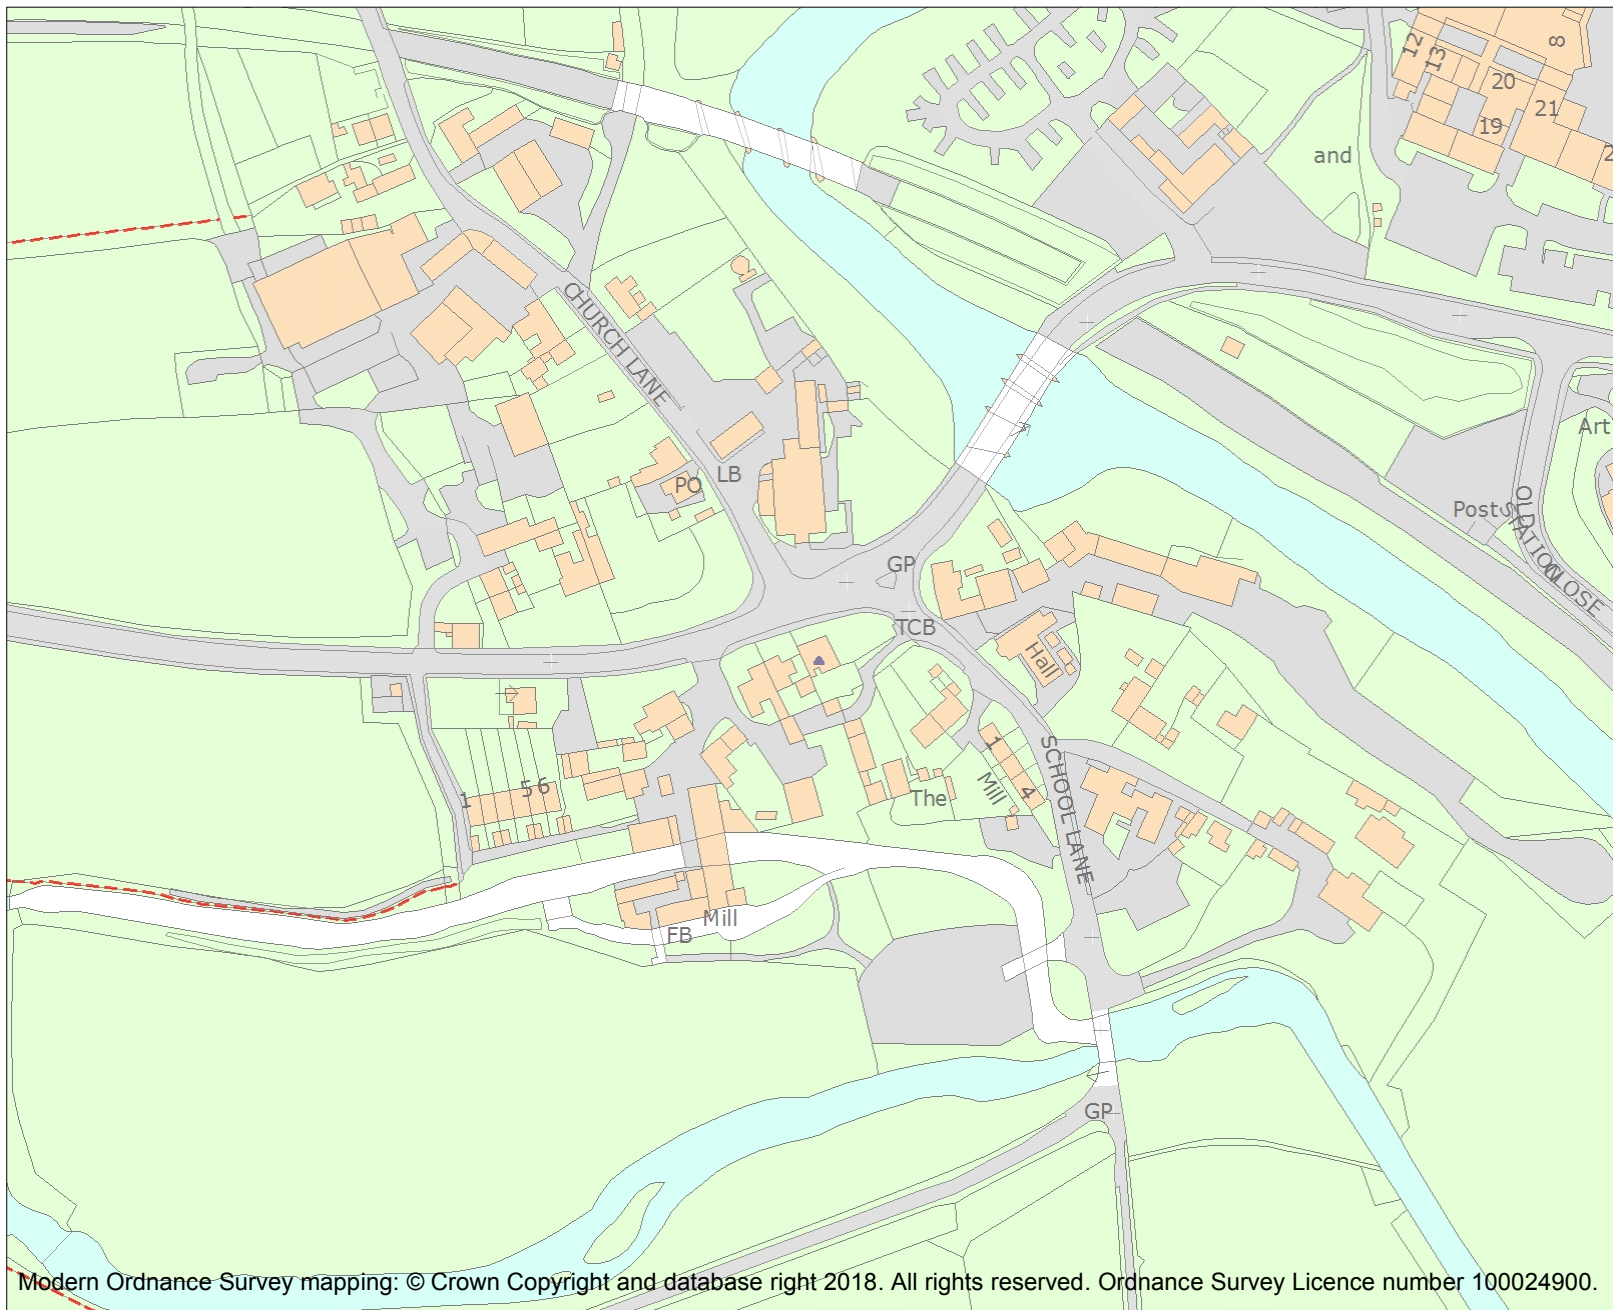 12
13
8
20
21
19
2
and
CHURCH LANE
Art
LB
PO
Post
OLD
STATION
CLOSE
GP
TCB
Hall
1
SCHOOL LANE
5
6
1
Mill
4
The
Mill
FB
GP
Modern Ordnance Survey mapping: © Crown Copyright and database right 2018. All rights reserved. Ordnance Survey Licence number 100024900.